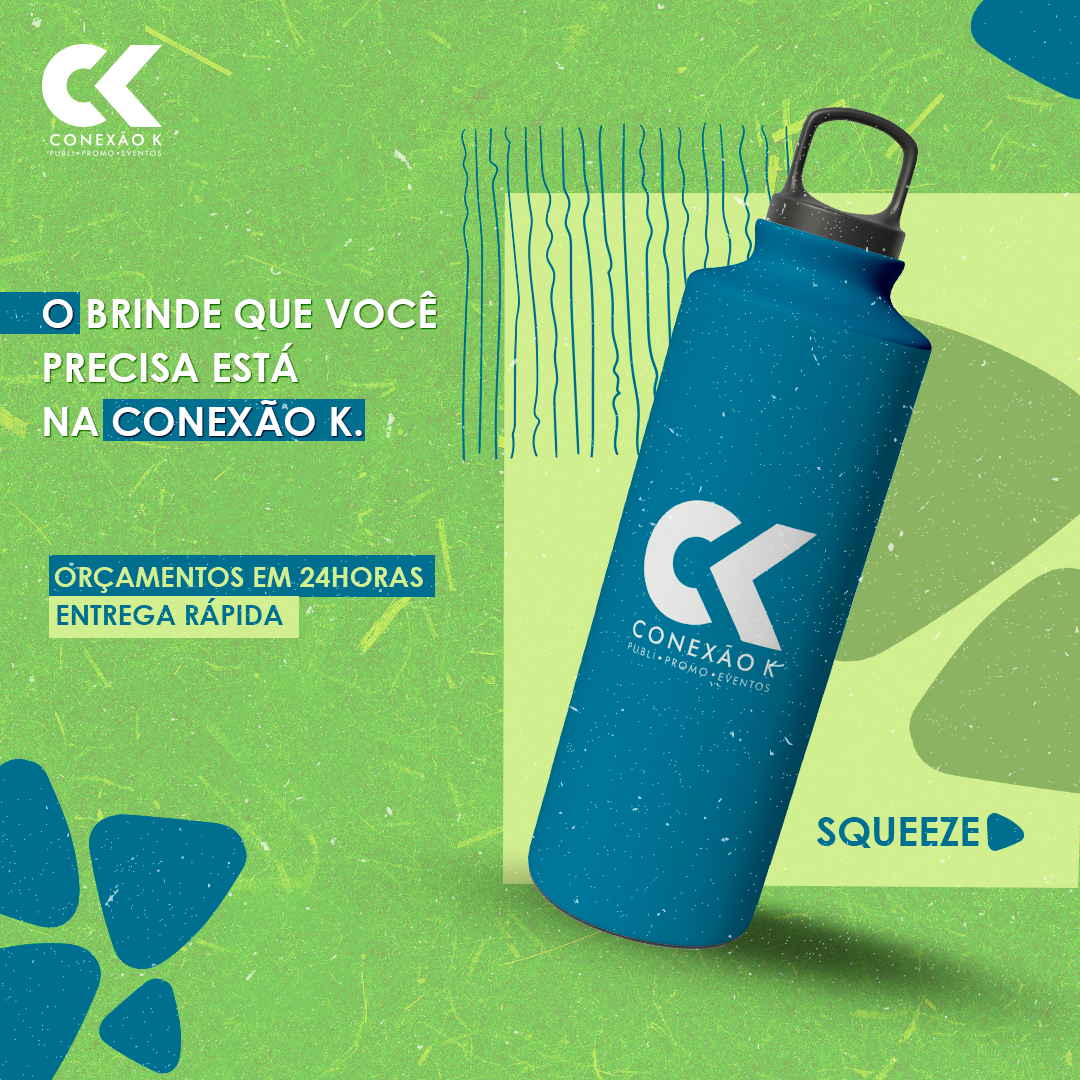 CK
CONEXÃO K
PUBLI•PROMO•EVENTOS
O BRINDE QUE VOCÊ
PRECISA ESTÁ
NA CONEXÃO K.
ORÇAMENTOS EM 24HORAS
ENTREGA RÁPIDA
CK
CONEXÃO K
PUBLI•PROMO•EVENTOS
SQUEEZE